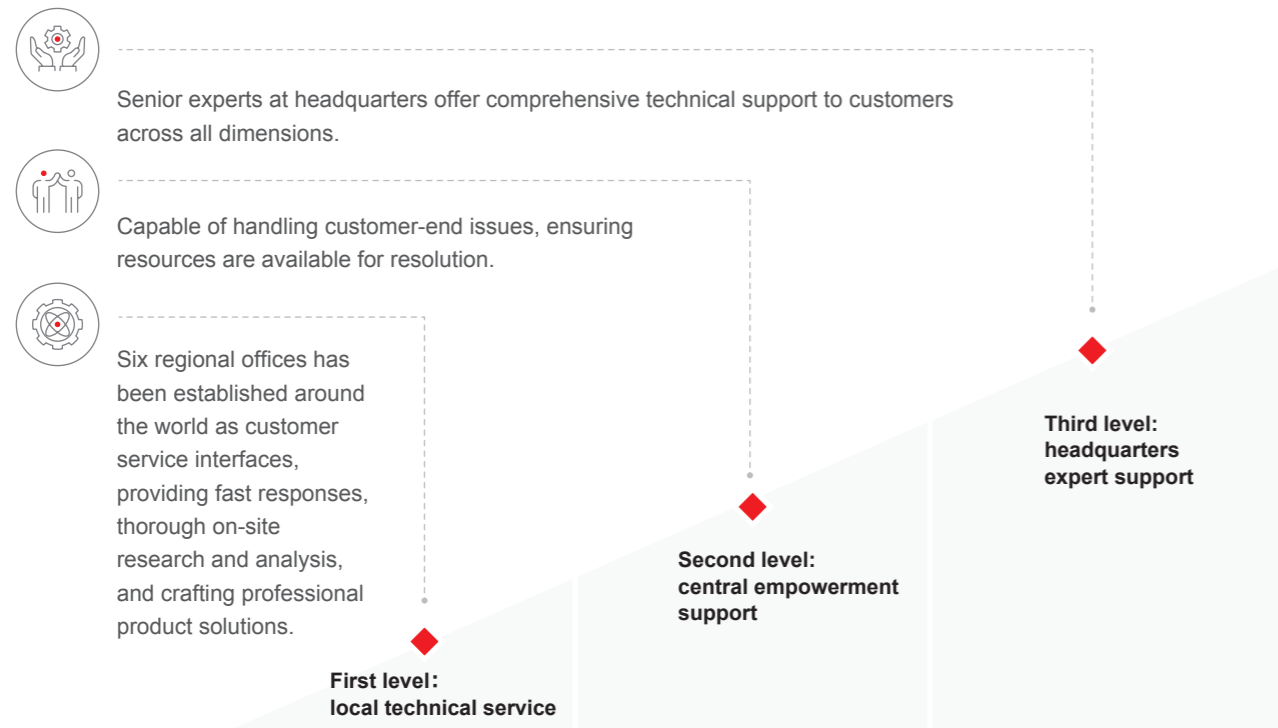 Senior experts at headquarters offer comprehensive technical support to customers
across all dimensions.
Capable of handling customer-end issues, ensuring
resources are available for resolution.
Six regional offices has
been established around
the world as customer
service interfaces,
providing fast responses,
thorough on-site
research and analysis,
and crafting professional
product solutions.
Third level:
headquarters
expert support
Second level:
central empowerment
support
First level：
local technical service